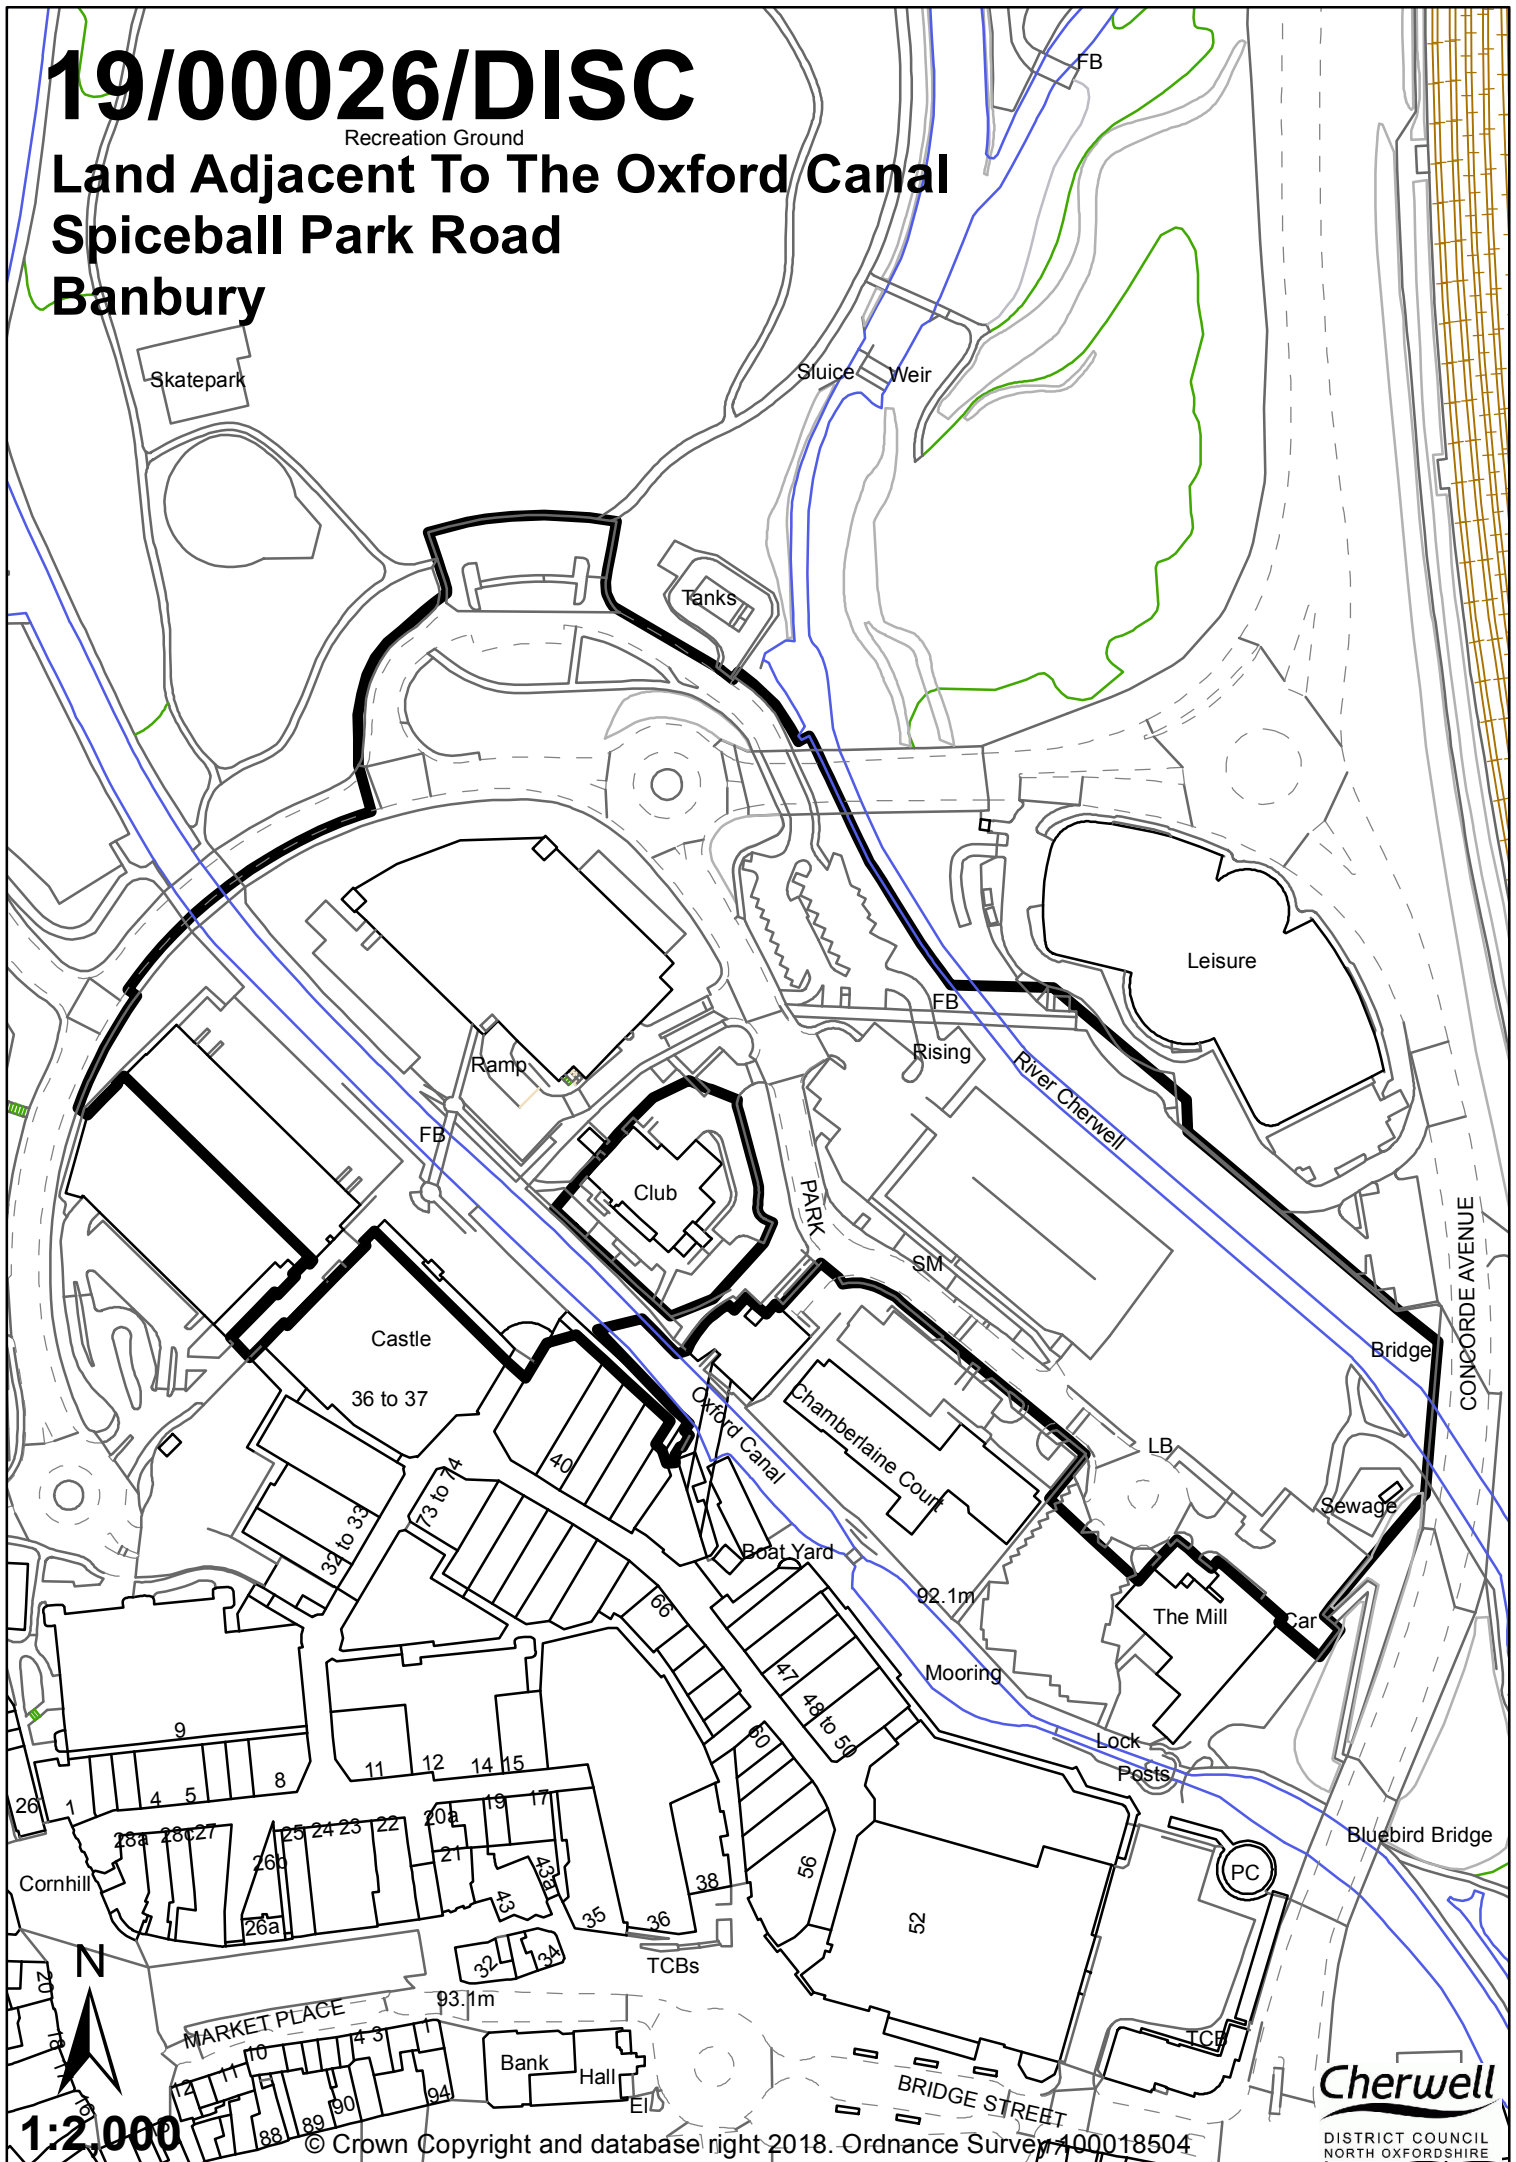 19/00026/DISC
Recreation Ground
Land Adjacent To The Oxford Canal
Spiceball Park Road
Banbury
FB
Skatepark
Sluice
Weir
Tanks
Leisure
FB
Rising
River Cherwell
Ramp
FB
Club
PARK
SM
CONCORDE AVENUE
Castle
Bridge
36 to 37
Oxford Canal
Chamberlaine Court
40
LB
73 to 74
Sewage
32 to 33
Boat Yard
92.1m
The Mill
Car
66
Mooring
47
48 to 50
9
60
Lock
Posts
11
12
14
15
8
26
1
4
5
20a
19
17
28a
28c
27
25
24
23
22
Bluebird Bridge
21
26b
43a
56
PC
Cornhill
38
43
35
36
52
26a
32
34
N
TCBs
20
93.1m
MARKET PLACE
18
4
3
1
TCB
10
11
12
Bank
Hall
16
94
90
El
BRIDGE STREET
89
88
1:2,000
© Crown Copyright and database right 2018. Ordnance Survey 100018504
Cherwell
DISTRICT COUNCIL
NORTH OXFORDSHIRE